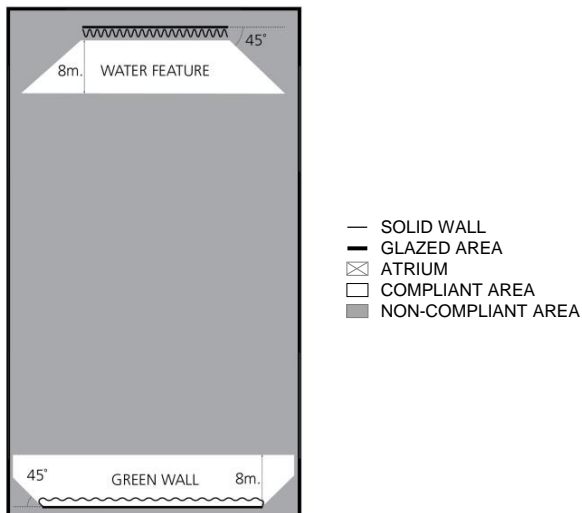 45°
8m. WATER FEATURE
SOLID WALL
GLAZED AREA
ATRIUM
COMPLIANT AREA
NON-COMPLIANT AREA
45° GREEN WALL 8m.